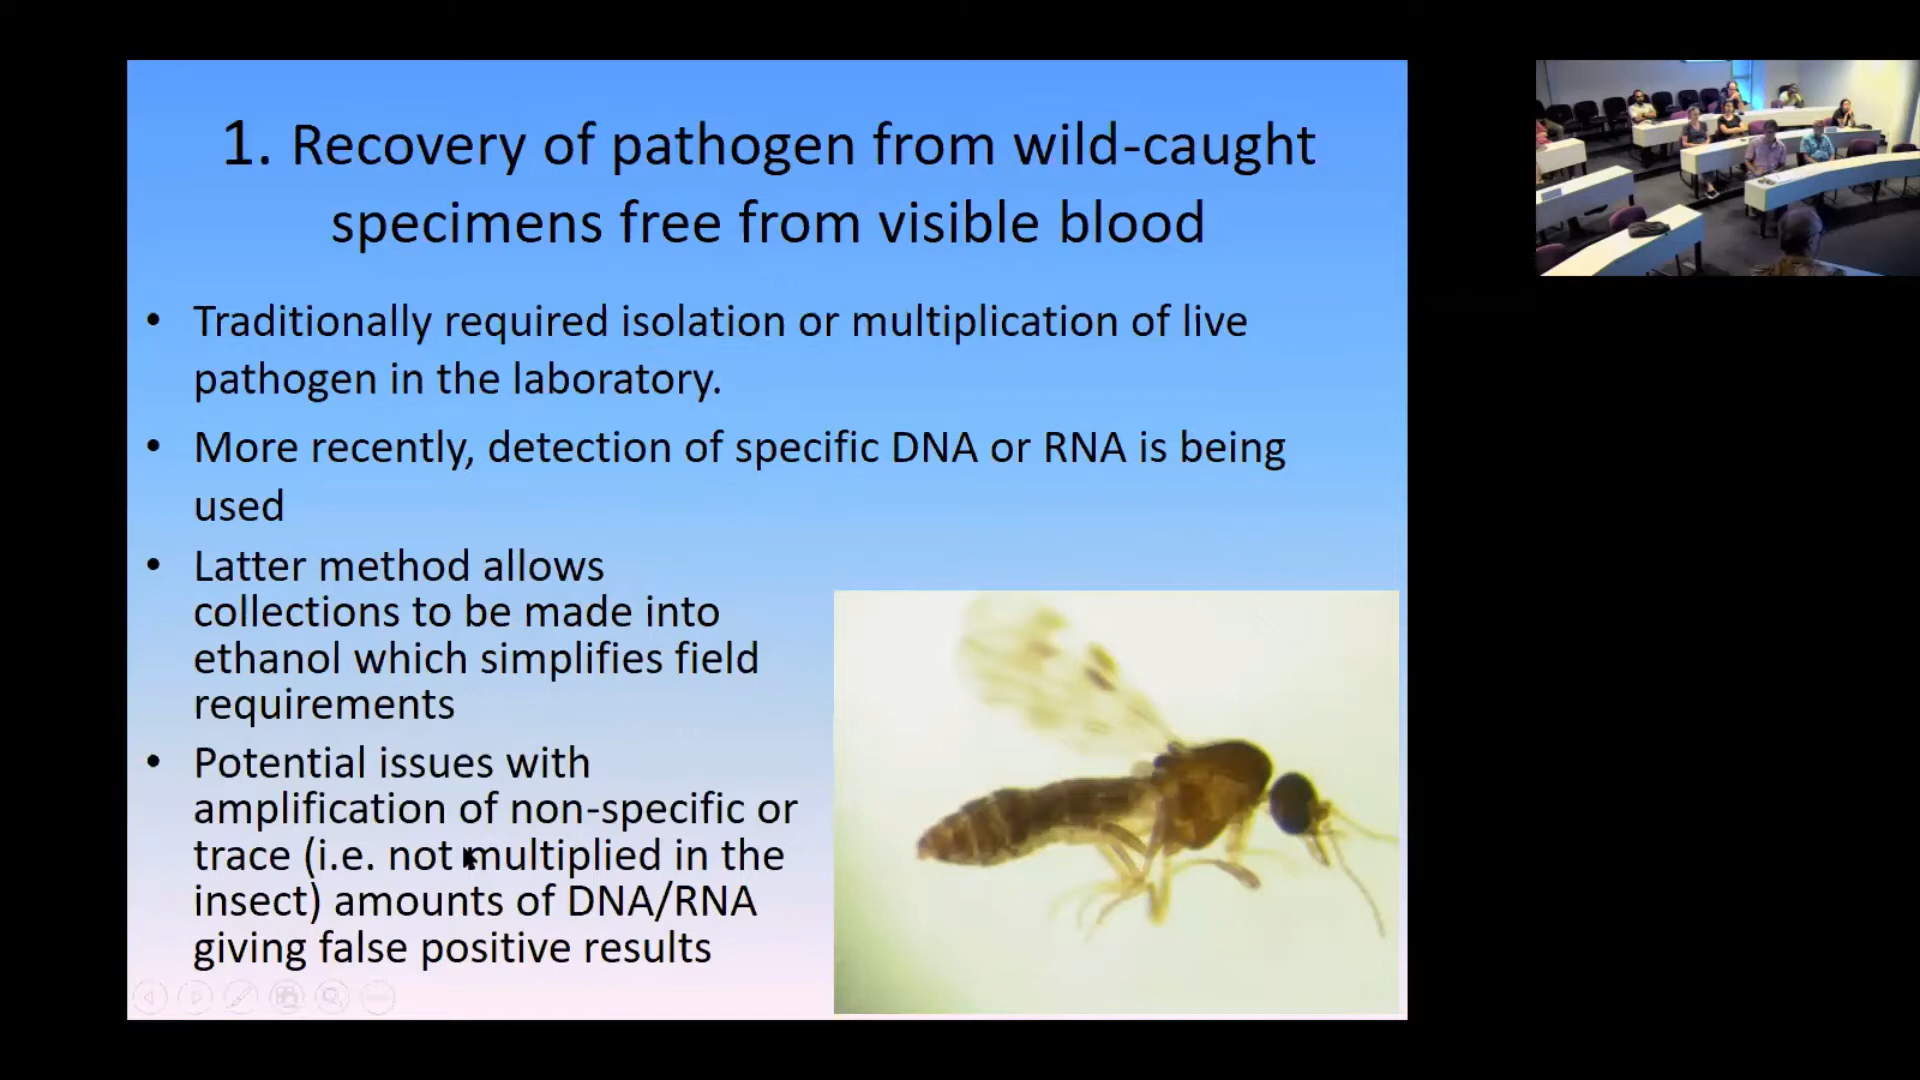 1. Recovery of pathogen from wild-caught
specimens free from visible blood
• Traditionally required isolation or multiplication of live
pathogen in the laboratory.
• More recently, detection of specific DNA or RNA is being
used
• Latter method allows
collections to be made into
ethanol which simplifies field
requirements
• Potential issues with
amplification of non-specific or
trace (i.e. not multiplied in the
insect) amounts of DNA/RNA
giving false positive results